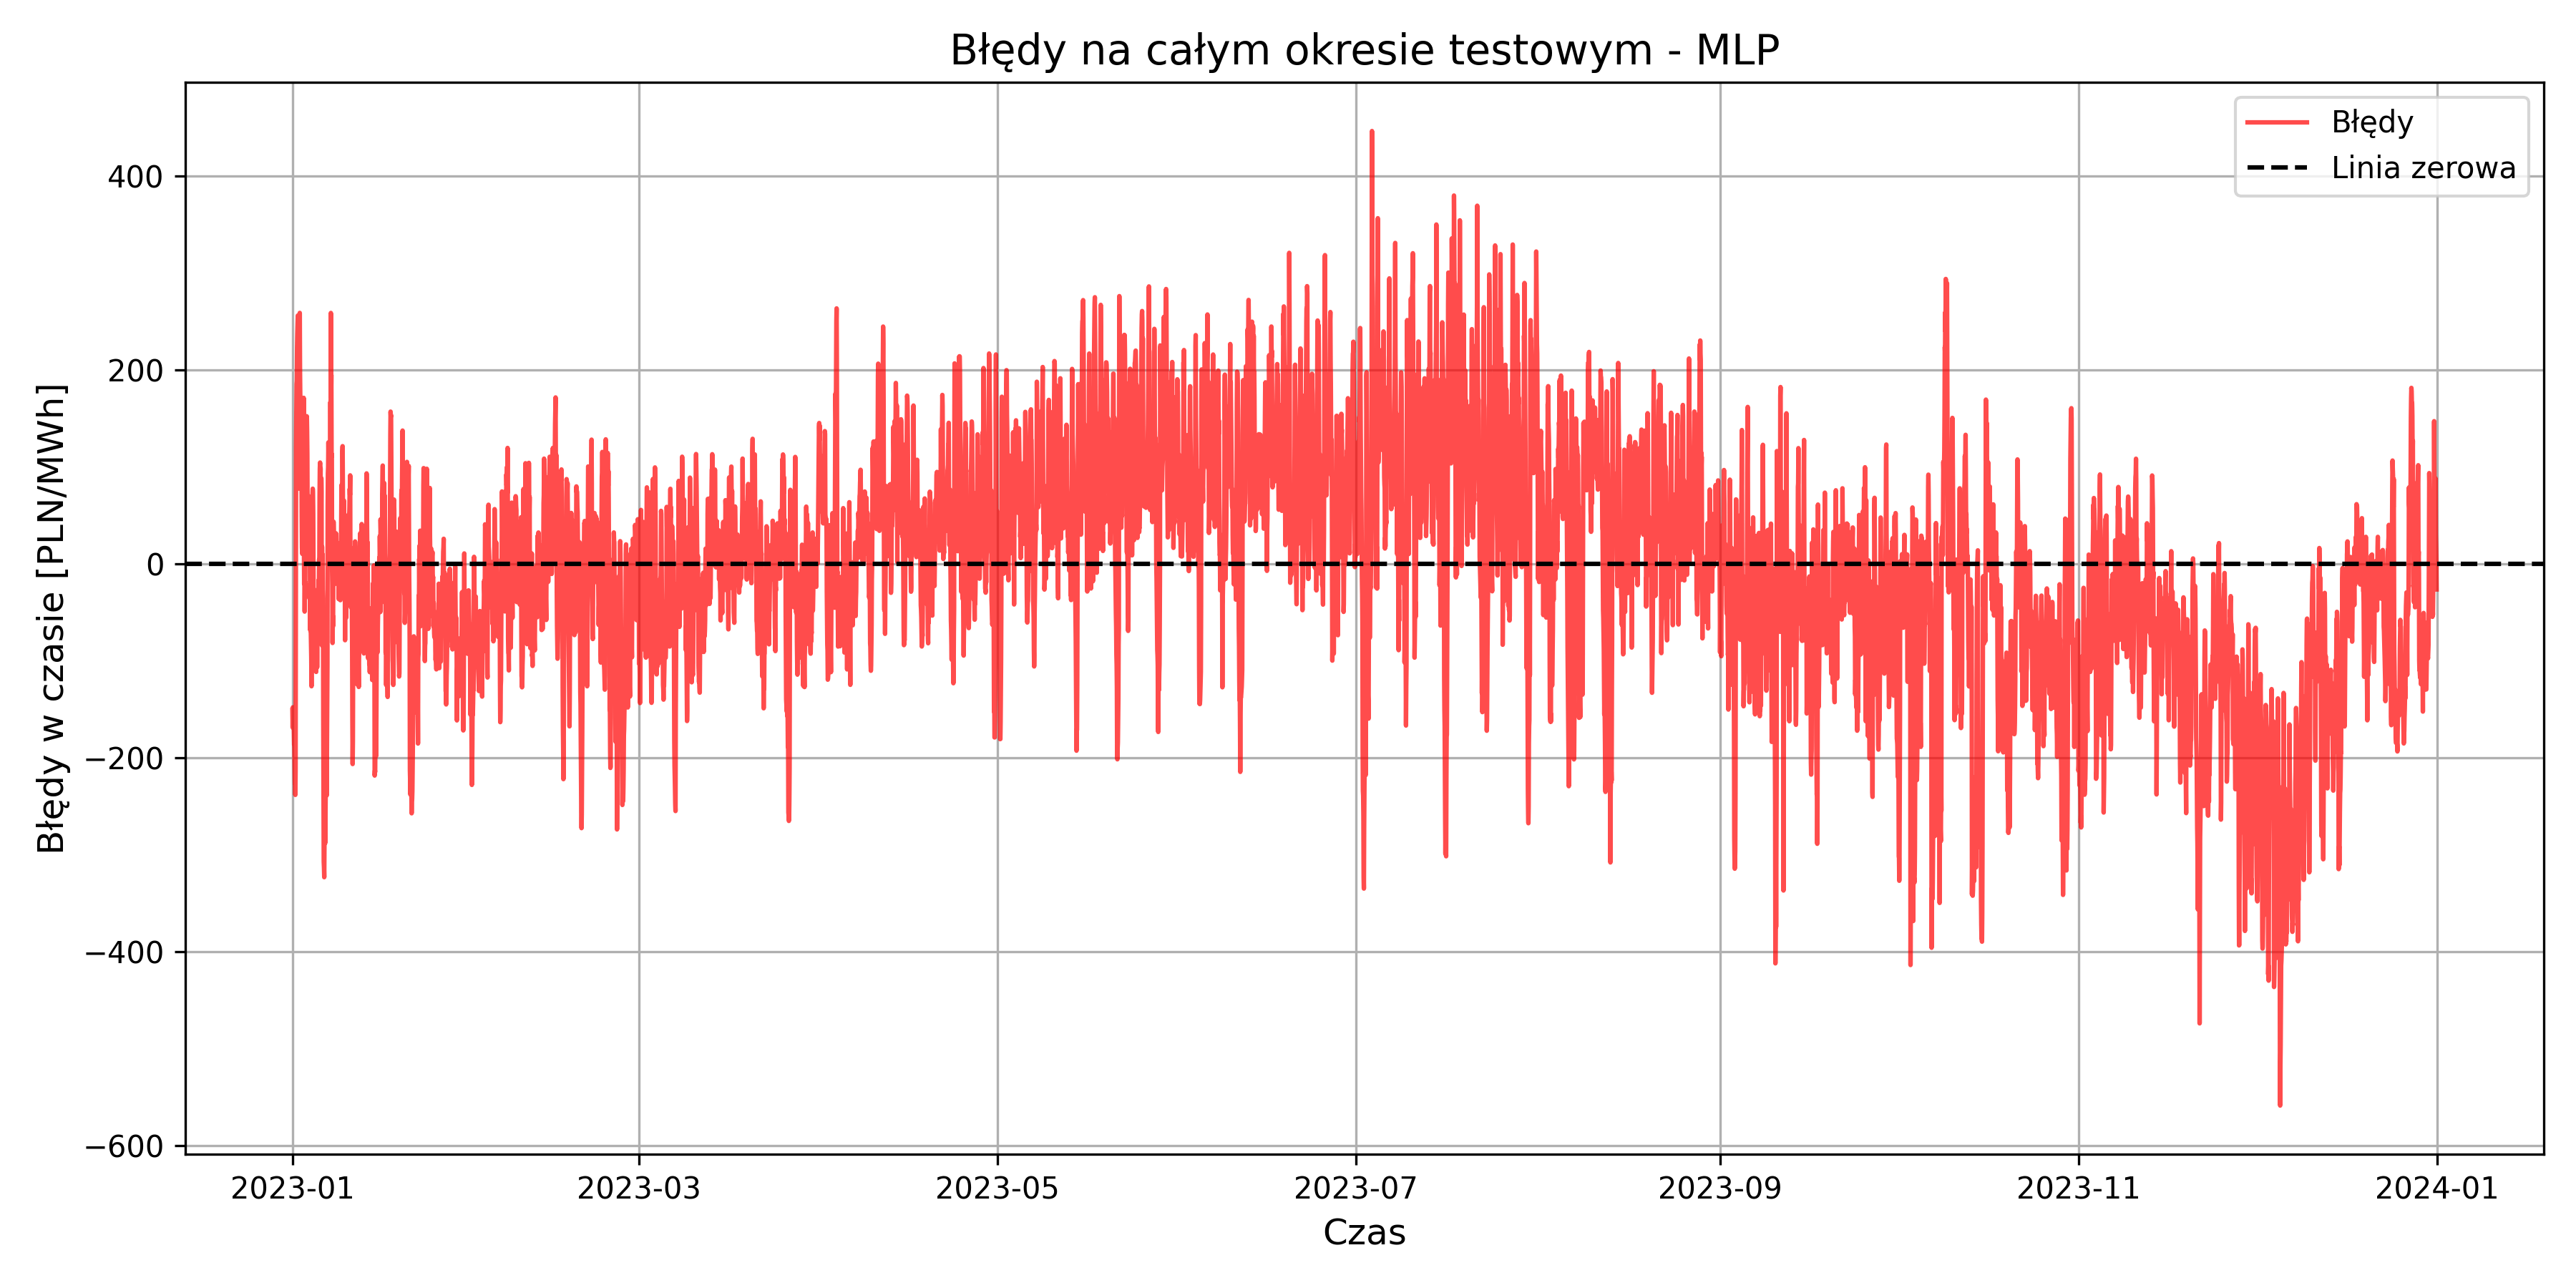 Błędy na całym okresie testowym - MLP
Błędy
Linia zerowa
Błędy w czasie [PLN/MWh]
400
200
0
−200
−400
−600
2023-01
2023-03
2023-05
2023-07
2023-09
2023-11
2024-01
Czas